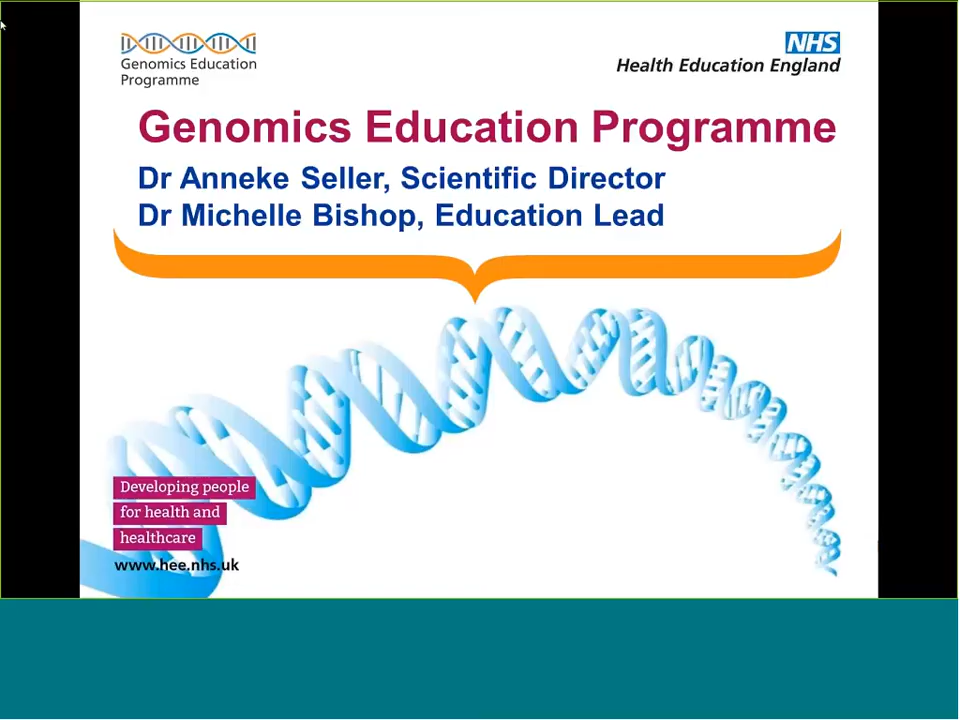 Genomics Education
Programme
NHS
Health Education England
Genomics Education Programme
Dr Anneke Seller, Scientific Director
Dr Michelle Bishop, Education Lead
Developing people
for health and
healthcare
www.hee.nhs.uk